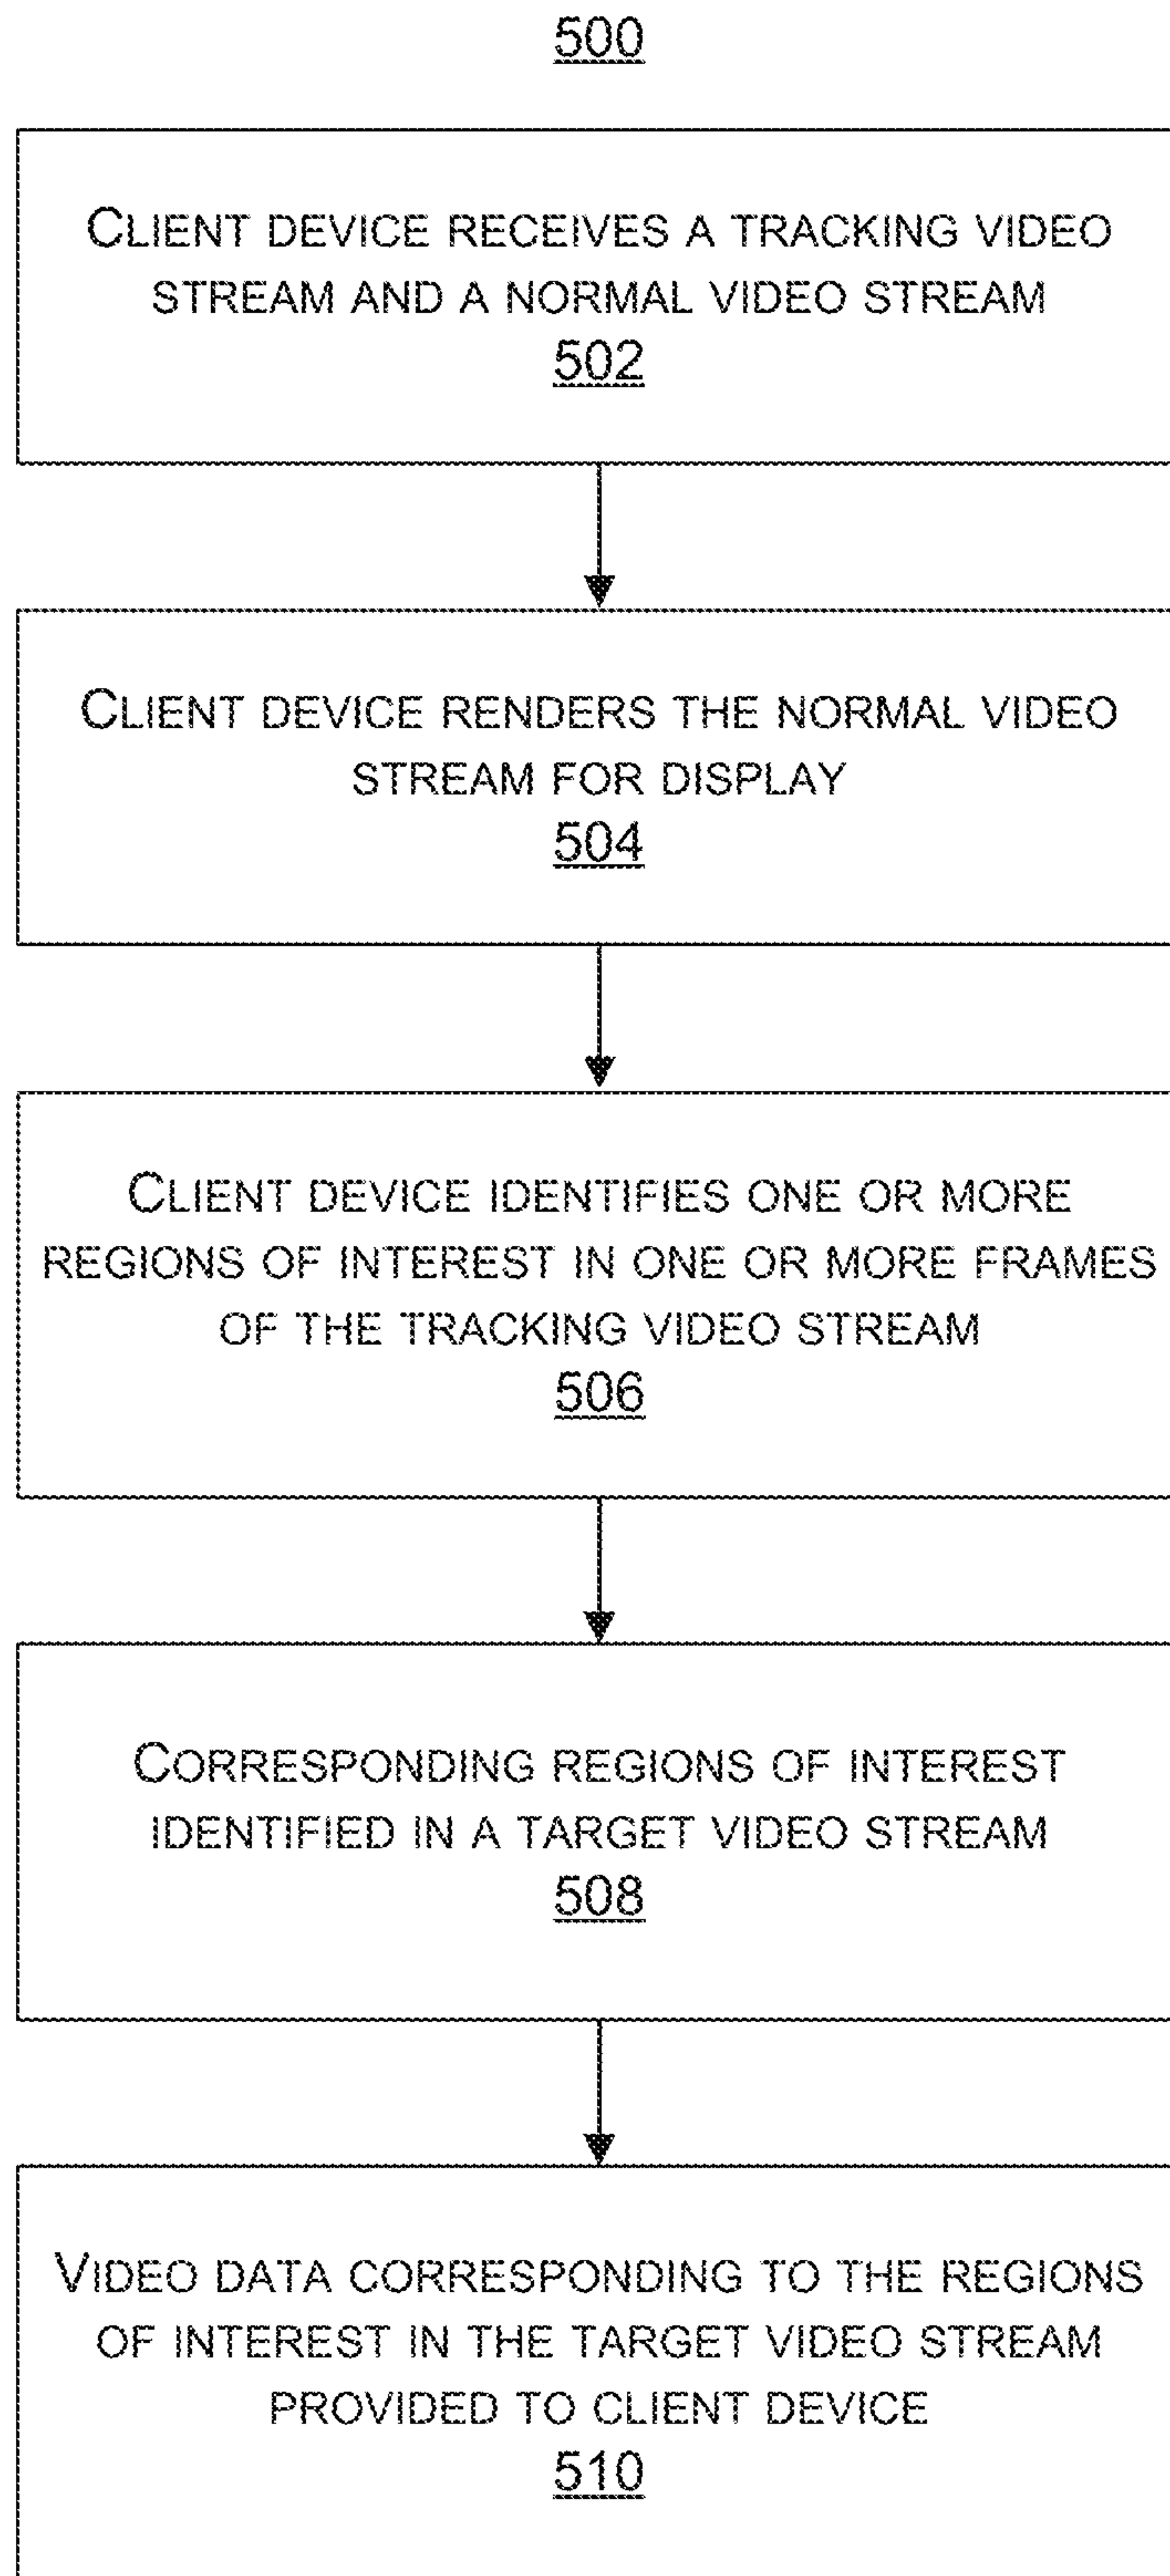 500
CLIENT DEVICE RECEIVES A TRACKING VIDEO
STREAM AND A NORMAL VIDEO STREAM
502
CLIENT DEVICE RENDERS THE NORMAL VIDEO
STREAM FOR DISPLAY
504
CLIENT DEVICE IDENTIFIES ONE OR MORE
REGIONS OF INTEREST IN ONE OR MORE FRAMES
OF THE TRACKING VIDEO STREAM
506
CORRESPONDING REGIONS OF INTEREST
IDENTIFIED IN A TARGET VIDEO STREAM
508
VIDEO DATA CORRESPONDING TO THE REGIONS
OF INTEREST IN THE TARGET VIDEO STREAM
PROVIDED TO CLIENT DEVICE
510